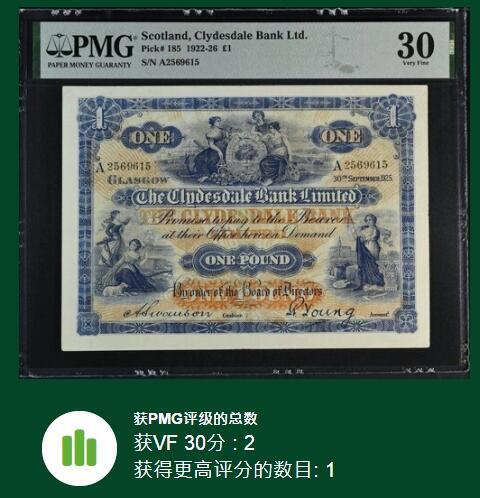 PMG
PAPER MONEY GUARANTY
Scotland, Clydesdale Bank Ltd.
Pick# 185 1922-26 £1
S/N A2569615
30
Very Fine
1
1
ONE
ONE
A 2569615
A 2569615
GLASGOW
30TH SEPTEMBER 1925.
The Clydesdale Bank Limited
Promise to pay to the Bearer
at their Office here on Demand
ONE POUND
By order of the Board of Directors
A Swanson Cashier
R. Young Accountt.
获PMG评级的总数
获VF 30分 : 2
获得更高评分的数目: 1